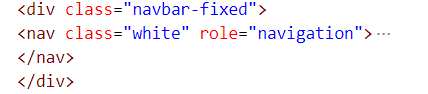 <div class="navbar-fixed">
<nav class="white" role="navigation">…
</nav>
</div>